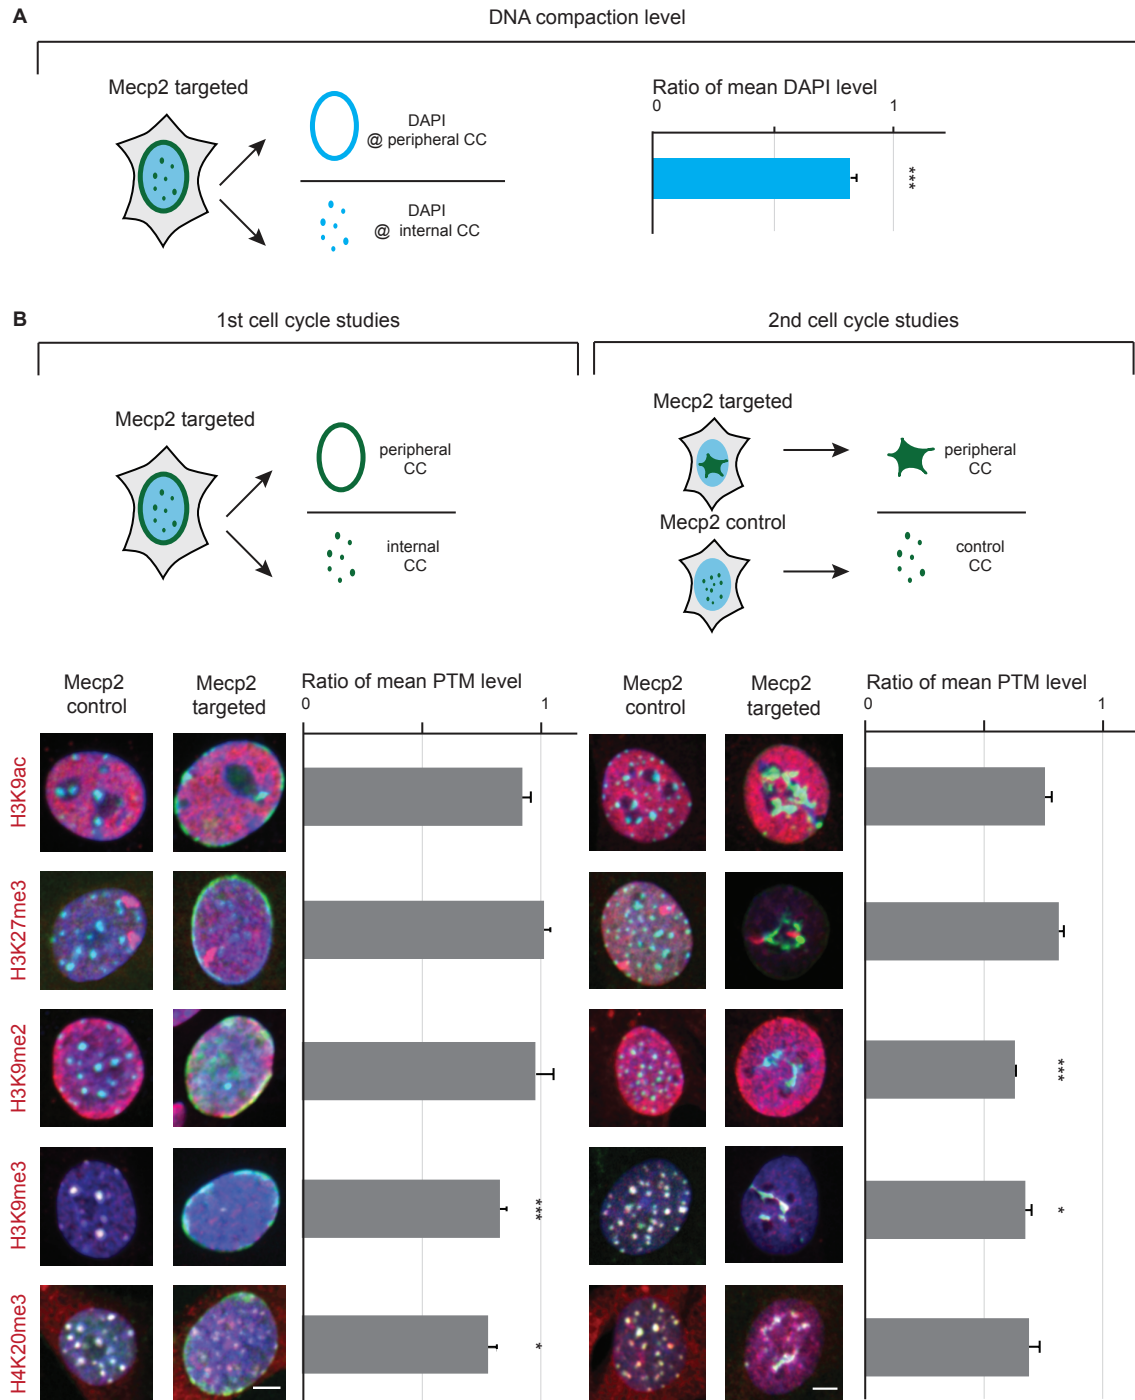 A
DNA compaction level
Mecp2 targeted
DAPI
@ peripheral CC
DAPI
@ internal CC
Ratio of mean DAPI level
0
1
***
B
1st cell cycle studies
Mecp2 targeted
peripheral
CC
internal
CC
2nd cell cycle studies
Mecp2 targeted
Mecp2 control
peripheral
CC
control
CC
Mecp2
control
Mecp2
targeted
Ratio of mean PTM level
0
1
Mecp2
control
Mecp2
targeted
Ratio of mean PTM level
0
1
H3K9ac
H3K27me3
H3K9me2
***
H3K9me3
***
*
H4K20me3
*